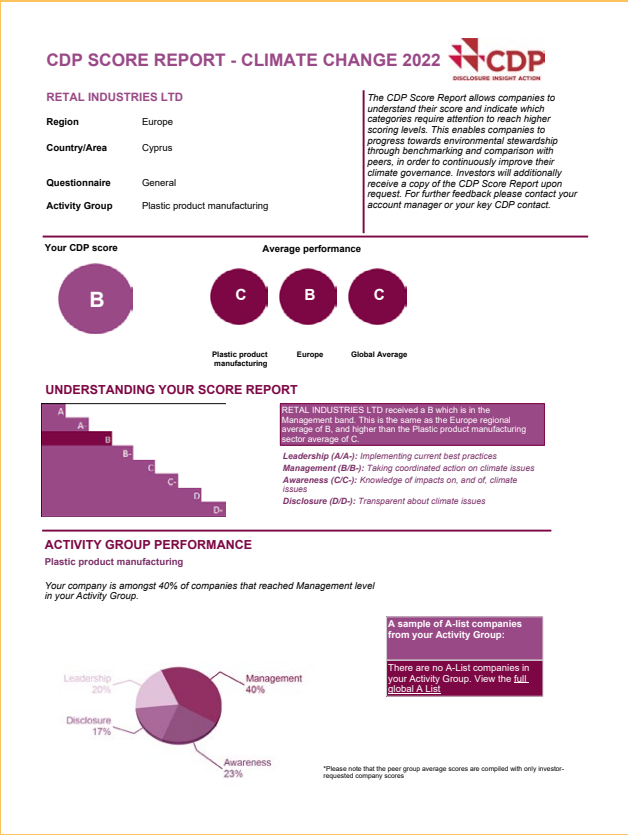 CDP SCORE REPORT - CLIMATE CHANGE 2022
CDP
DISCLOSURE INSIGHT ACTION
RETAL INDUSTRIES LTD
Region Europe
Country/Area Cyprus
Questionnaire General
Activity Group Plastic product manufacturing
The CDP Score Report allows companies to
understand their score and indicate which
categories require attention to reach higher
scoring levels. This enables companies to
progress towards environmental stewardship
through benchmarking and comparison with
peers, in order to continuously improve their
climate governance. Investors will additionally
receive a copy of the CDP Score Report upon
request. For further feedback please contact your
account manager or your key CDP contact.
Your CDP score
Average performance
B
C B C
Plastic product
manufacturing
Europe
Global Average
UNDERSTANDING YOUR SCORE REPORT
A
A-
B
B-
C
C-
D
D-
RETAL INDUSTRIES LTD received a B which is in the
Management band. This is the same as the Europe regional
average of B, and higher than the Plastic product manufacturing
sector average of C.
Leadership (A/A-): Implementing current best practices
Management (B/B-): Taking coordinated action on climate issues
Awareness (C/C-): Knowledge of impacts on, and of, climate
issues
Disclosure (D/D-): Transparent about climate issues
ACTIVITY GROUP PERFORMANCE
Plastic product manufacturing
Your company is amongst 40% of companies that reached Management level
in your Activity Group.
A sample of A-list companies
from your Activity Group:
There are no A-List companies in
your Activity Group. View the full
global A List
Leadership
20%
Management
40%
Disclosure
17%
Awareness
23%
*Please note that the peer group average scores are compiled with only investor-
requested company scores